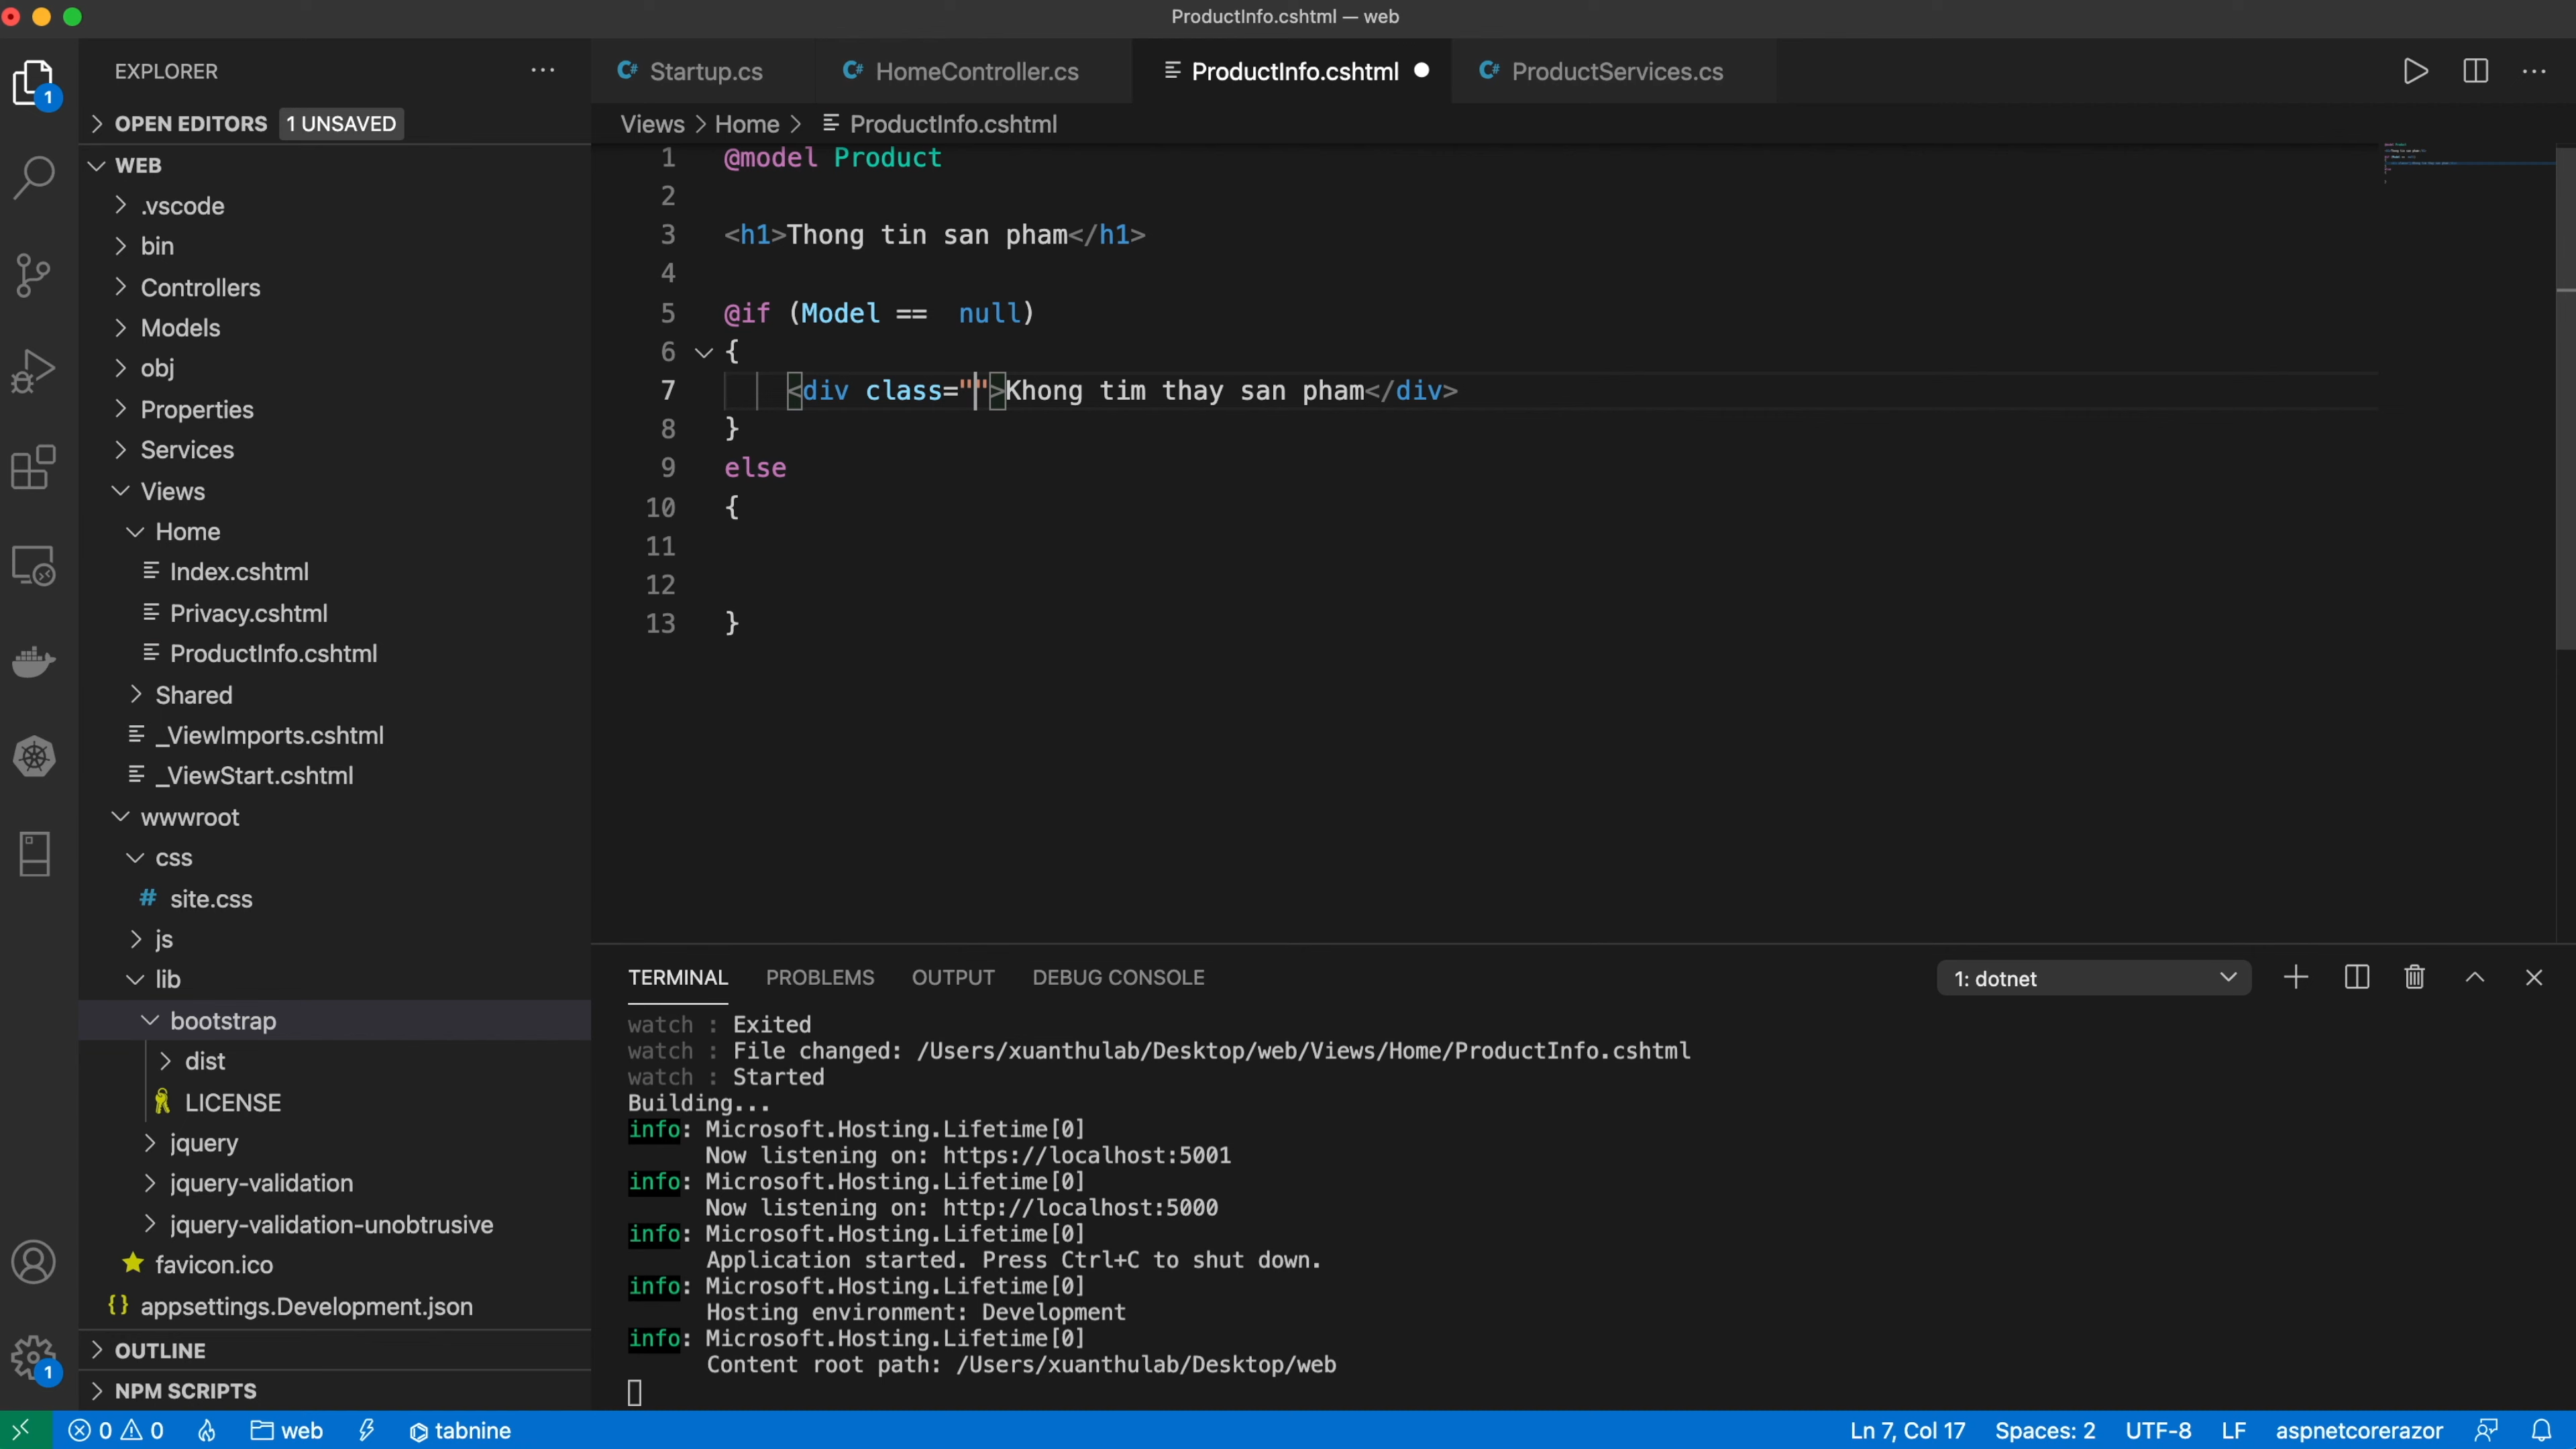 ProductInfo.cshtml — web
EXPLORER
Startup.cs
HomeController.cs
ProductInfo.cshtml
ProductServices.cs
OPEN EDITORS 1 UNSAVED
Views > Home > ProductInfo.cshtml
WEB
.vscode
bin
Controllers
Models
obj
Properties
Services
Views
Home
Index.cshtml
Privacy.cshtml
ProductInfo.cshtml
Shared
_ViewImports.cshtml
_ViewStart.cshtml
wwwroot
css
# site.css
js
lib
bootstrap
dist
LICENSE
jquery
jquery-validation
jquery-validation-unobtrusive
favicon.ico
{} appsettings.Development.json
OUTLINE
NPM SCRIPTS
1
1
1 @model Product
2
3 <h1>Thong tin san pham</h1>
4
5 @if (Model ==  null)
6 {
7 <div class="">Khong tim thay san pham</div>
8 }
9 else
10 {
11
12
13 }
TERMINAL PROBLEMS OUTPUT DEBUG CONSOLE
1: dotnet
watch : Exited
watch : File changed: /Users/xuanthulab/Desktop/web/Views/Home/ProductInfo.cshtml
watch : Started
Building...
info: Microsoft.Hosting.Lifetime[0]
Now listening on: https://localhost:5001
info: Microsoft.Hosting.Lifetime[0]
Now listening on: http://localhost:5000
info: Microsoft.Hosting.Lifetime[0]
Application started. Press Ctrl+C to shut down.
info: Microsoft.Hosting.Lifetime[0]
Hosting environment: Development
info: Microsoft.Hosting.Lifetime[0]
Content root path: /Users/xuanthulab/Desktop/web
0 0 web tabnine Ln 7, Col 17 Spaces: 2 UTF-8 LF aspnetcorerazor